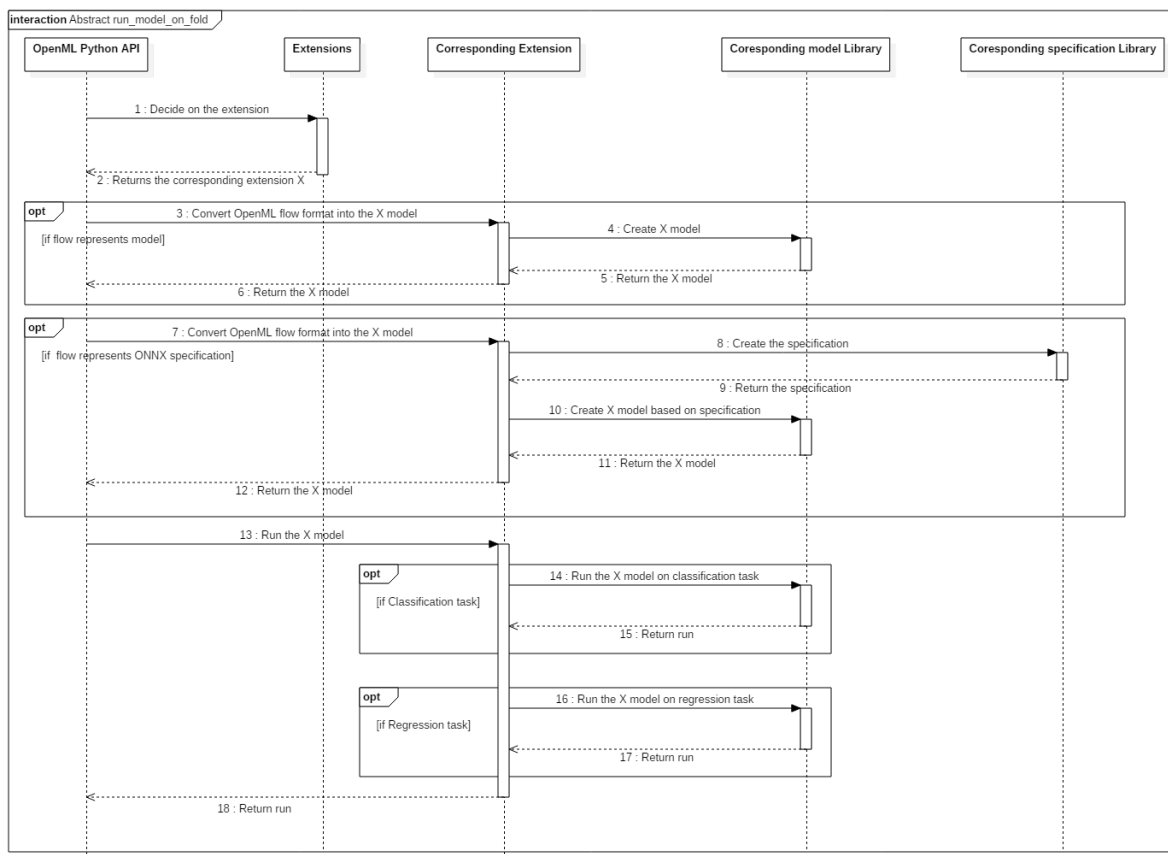 interaction Abstract run_model_on_fold
OpenML Python API
Extensions
Corresponding Extension
Coresponding model Library
Coresponding specification Library
1 : Decide on the extension
2 : Returns the corresponding extension X
opt
3 : Convert OpenML flow format into the X model
[if flow represents model]
4 : Create X model
5 : Return the X model
6 : Return the X model
opt
7 : Convert OpenML flow format into the X model
[if flow represents ONNX specification]
8 : Create the specification
9 : Return the specification
10 : Create X model based on specification
11 : Return the X model
12 : Return the X model
13 : Run the X model
opt
14 : Run the X model on classification task
[if Classification task]
15 : Return run
opt
16 : Run the X model on regression task
[if Regression task]
17 : Return run
18 : Return run